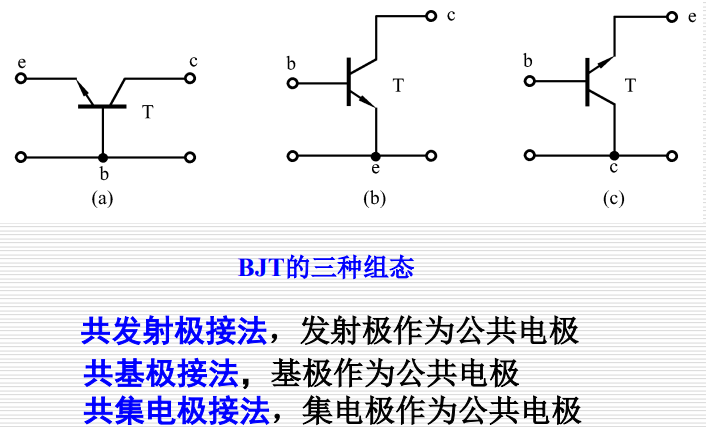 e
c
T
b
(a)
c
b
T
e
(b)
e
b
T
c
(c)
BJT的三种组态
共发射极接法，发射极作为公共电极
共基极接法，基极作为公共电极
共集电极接法，集电极作为公共电极